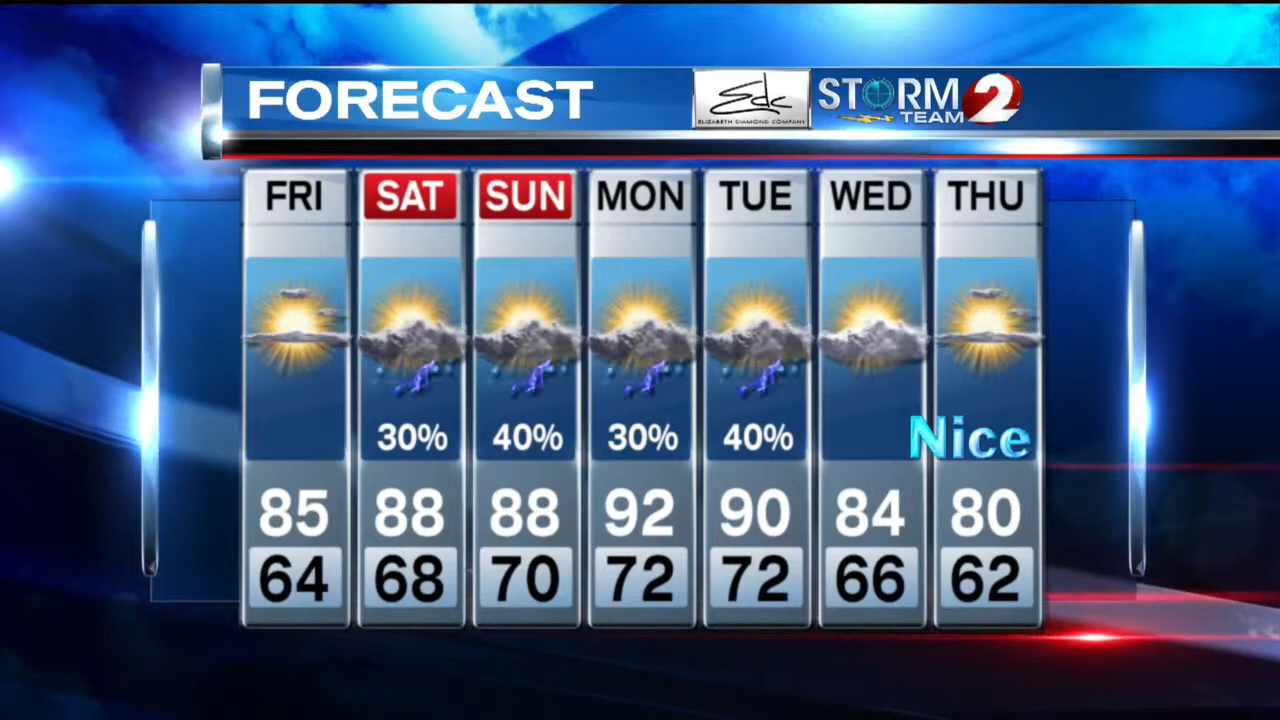 FORECAST
Edc
ELIZABETH DIAMOND COMPANY
STORM
TEAM
2
FRI SAT SUN MON TUE WED THU
30% 40% 30% 40%
Nice
85 88 88 92 90 84 80
64 68 70 72 72 66 62